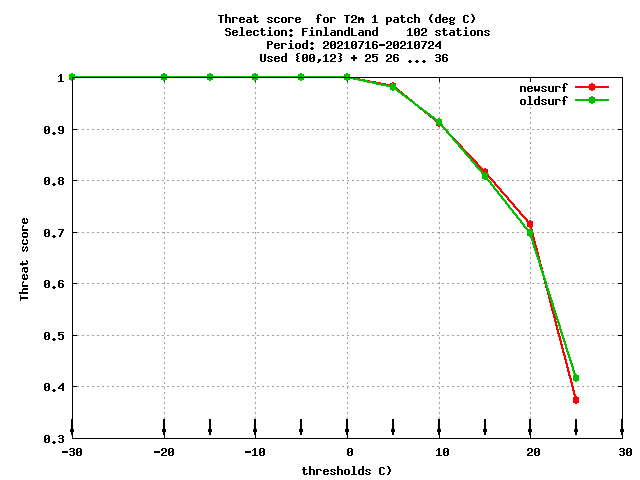 Threat score  for T2m 1 patch (deg C)
Selection: FinlandLand    102 stations
Period: 20210716-20210724
Used {00,12} + 25 26 ... 36
newsurf
oldsurf
1
0.9
0.8
0.7
0.6
0.5
0.4
0.3
Threat score
-30 -20 -10 0 10 20 30
thresholds C)